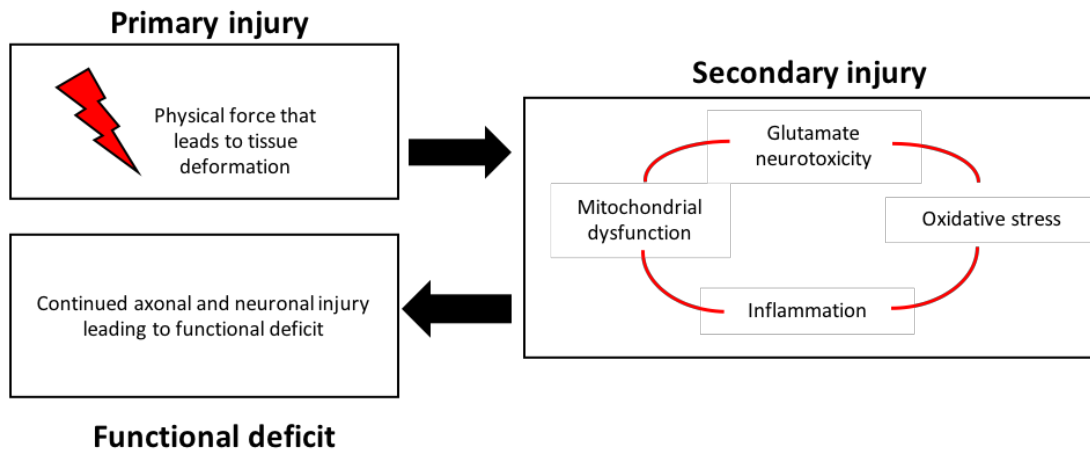 Primary injury
Physical force that
leads to tissue
deformation
Secondary injury
Glutamate
neurotoxicity
Mitochondrial
dysfunction
Oxidative stress
Inflammation
Continued axonal and neuronal injury
leading to functional deficit
Functional deficit